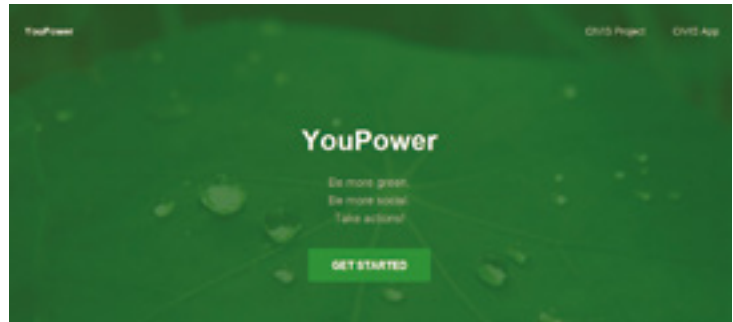 YouPower
CIVIS Project
CIVIS App
YouPower
Be more green.
Be more social.
Take actions!
GET STARTED